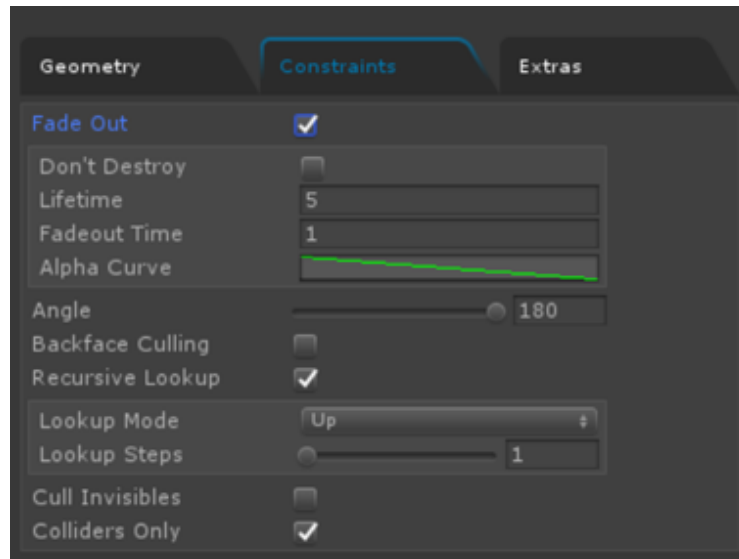 Geometry Constraints Extras
Fade Out
Don't Destroy
Lifetime 5
Fadeout Time 1
Alpha Curve
Angle 180
Backface Culling
Recursive Lookup
Lookup Mode Up
Lookup Steps 1
Cull Invisibles
Colliders Only